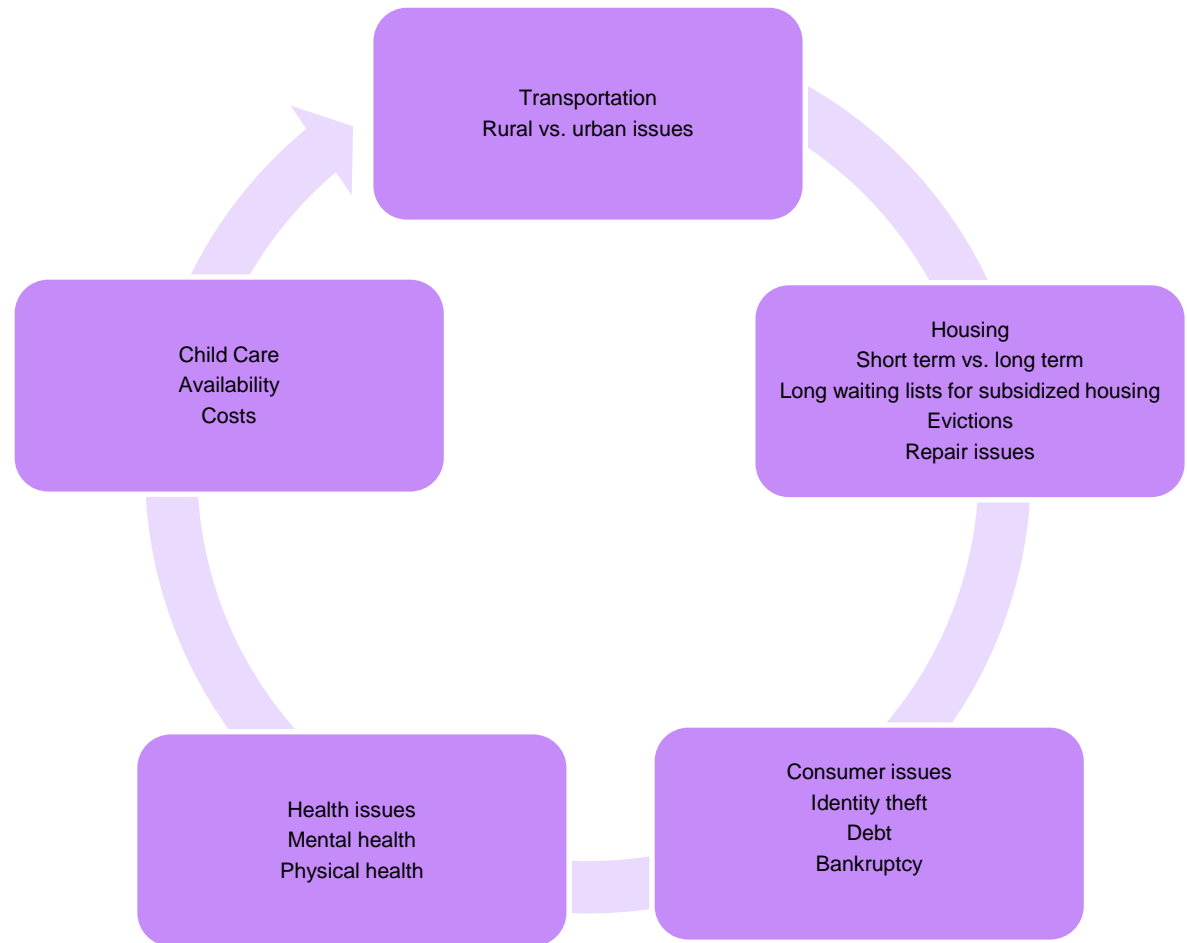 Transportation
Rural vs. urban issues
Housing
Short term vs. long term
Long waiting lists for subsidized housing
Evictions
Repair issues
Consumer issues
Identity theft
Debt
Bankruptcy
Health issues
Mental health
Physical health
Child Care
Availability
Costs